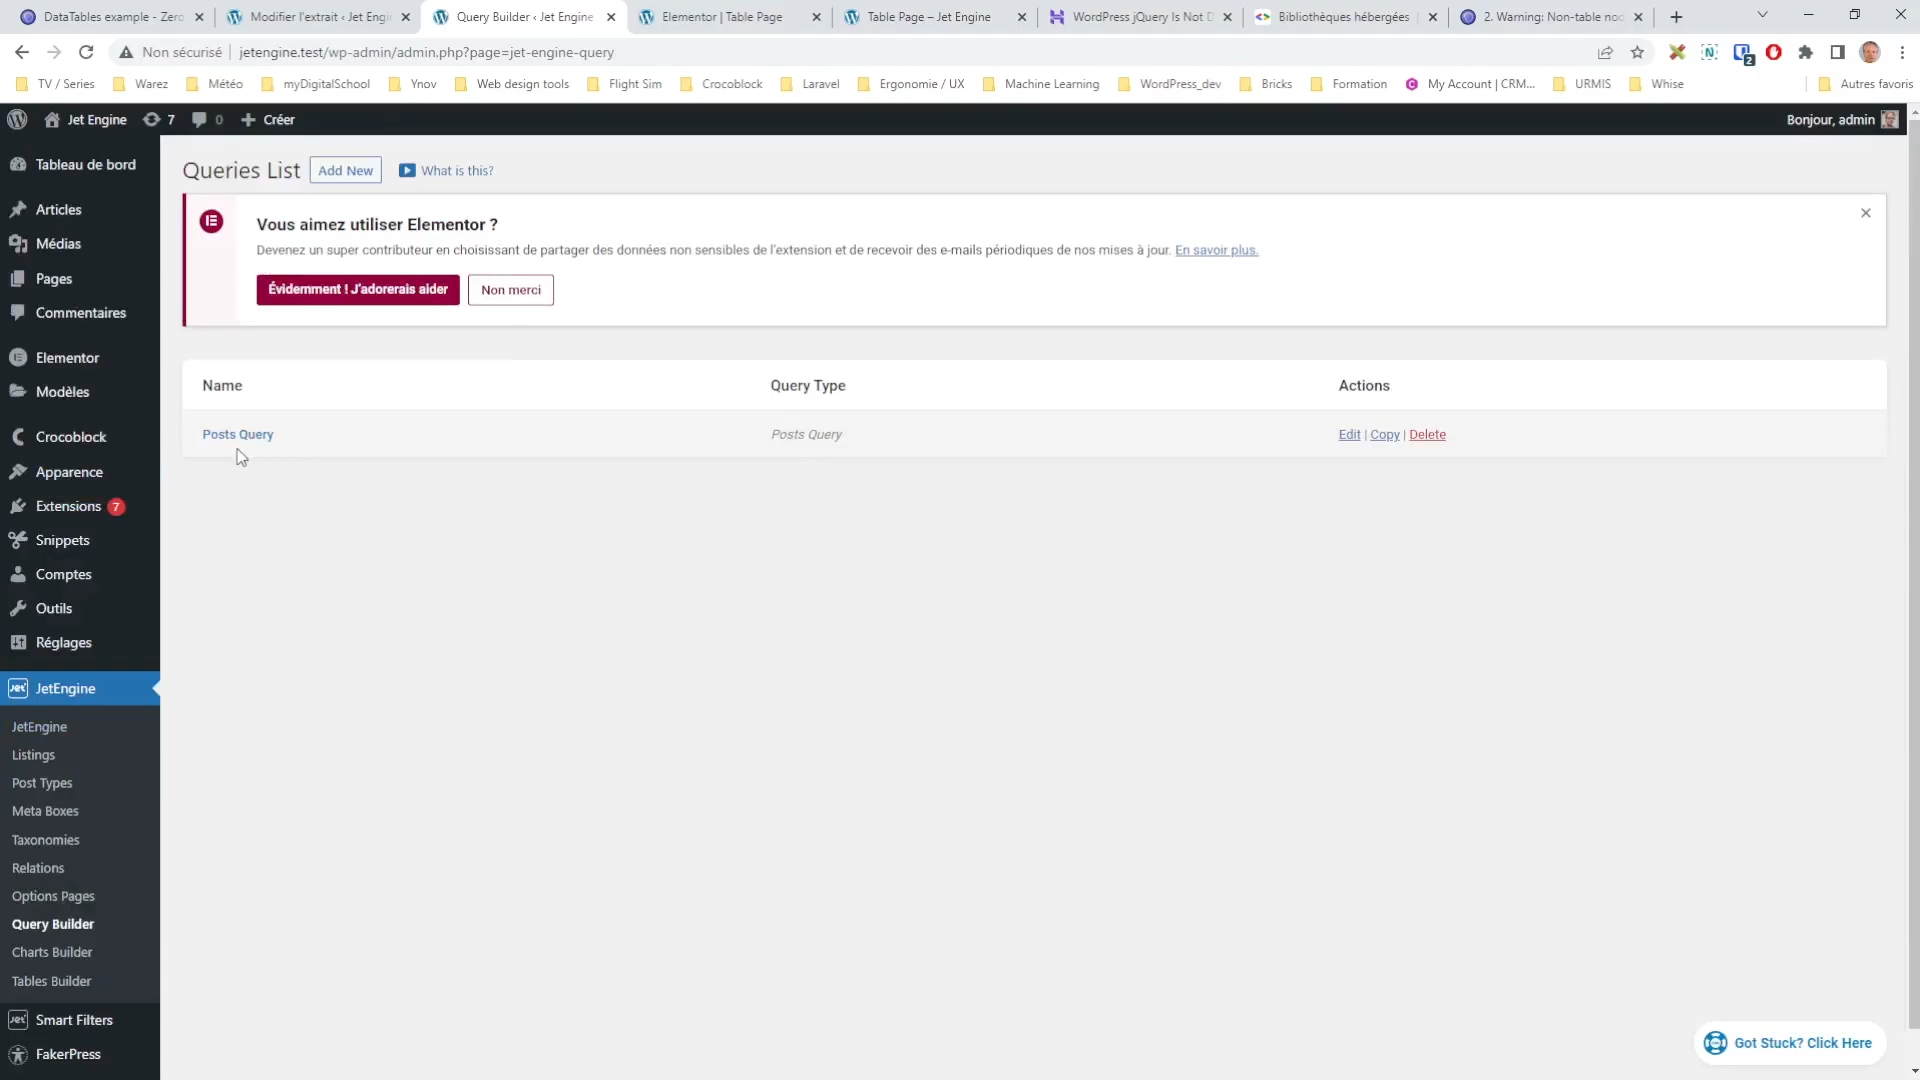 DataTables example - Zero
Modifier l'extrait ‹ Jet Engi
Query Builder ‹ Jet Engine
Elementor | Table Page
Table Page – Jet Engine
WordPress jQuery Is Not D
Bibliothèques hébergées
2. Warning: Non-table nod
Non sécurisé
jetengine.test/wp-admin/admin.php?page=jet-engine-query
2
TV / Series
Warez
Météo
myDigitalSchool
Ynov
Web design tools
Flight Sim
Crocoblock
Laravel
Ergonomie / UX
Machine Learning
WordPress_dev
Bricks
Formation
My Account | CRM...
URMIS
Whise
Autres favoris
Jet Engine
7
0
Créer
Bonjour, admin
Tableau de bord
Articles
Médias
Pages
Commentaires
Elementor
Modèles
Crocoblock
Apparence
Extensions 7
Snippets
Comptes
Outils
Réglages
Jet JetEngine
JetEngine
Listings
Post Types
Meta Boxes
Taxonomies
Relations
Options Pages
Query Builder
Charts Builder
Tables Builder
Jet Smart Filters
FakerPress
Queries List
Add New
What is this?
Vous aimez utiliser Elementor ?
Devenez un super contributeur en choisissant de partager des données non sensibles de l'extension et de recevoir des e-mails périodiques de nos mises à jour. En savoir plus.
Évidemment ! J'adorerais aider
Non merci
Name
Query Type
Actions
Posts Query
Posts Query
Edit | Copy | Delete
Got Stuck? Click Here